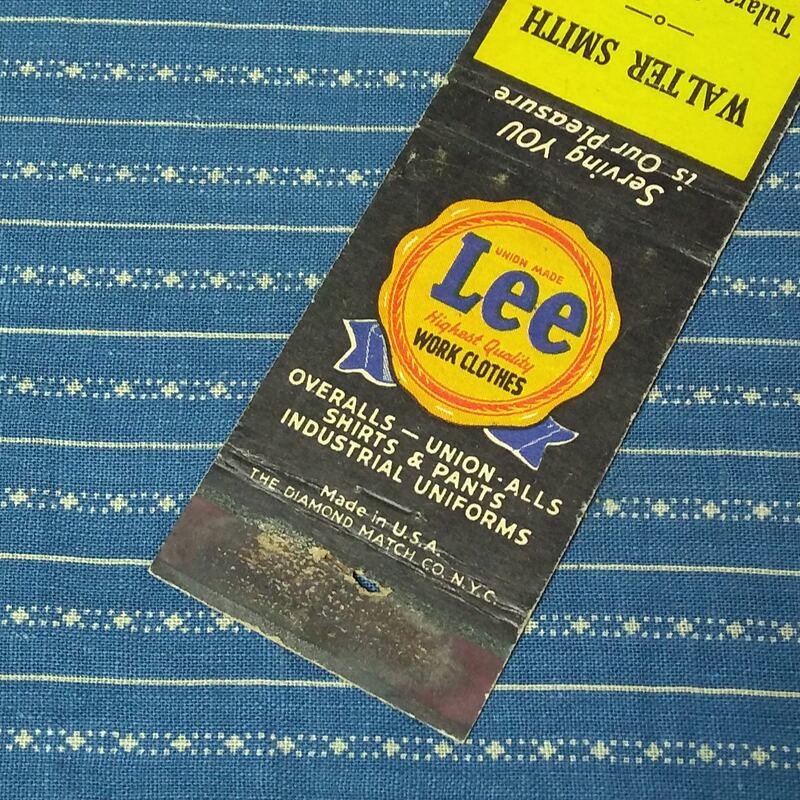 UNION MADE
Lee
Highest Quality
WORK CLOTHES
OVERALLS — UNION-ALLS
SHIRTS & PANTS
INDUSTRIAL UNIFORMS
Made in U.S.A.
THE DIAMOND MATCH CO. N.Y.C.
Serving YOU
is Our Pleasure
WALTER SMITH
—o—